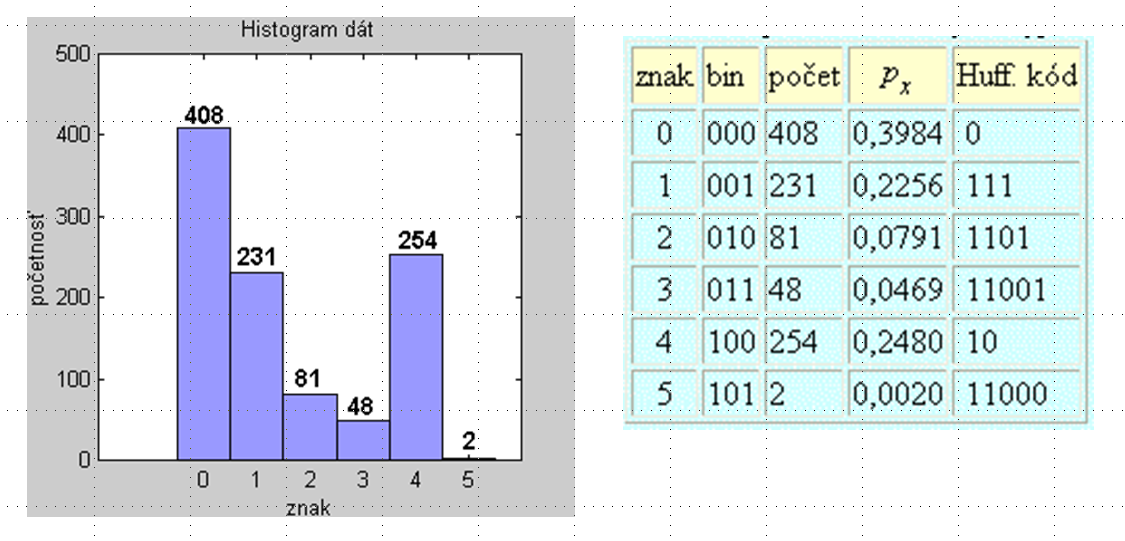 Histogram dát
500
400
300
200
100
0
početnosť
408
231
81
48
254
2
0 1 2 3 4 5
znak
znak bin počet px Huff. kód
0 000 408 0,3984 0
1 001 231 0,2256 111
2 010 81 0,0791 1101
3 011 48 0,0469 11001
4 100 254 0,2480 10
5 101 2 0,0020 11000